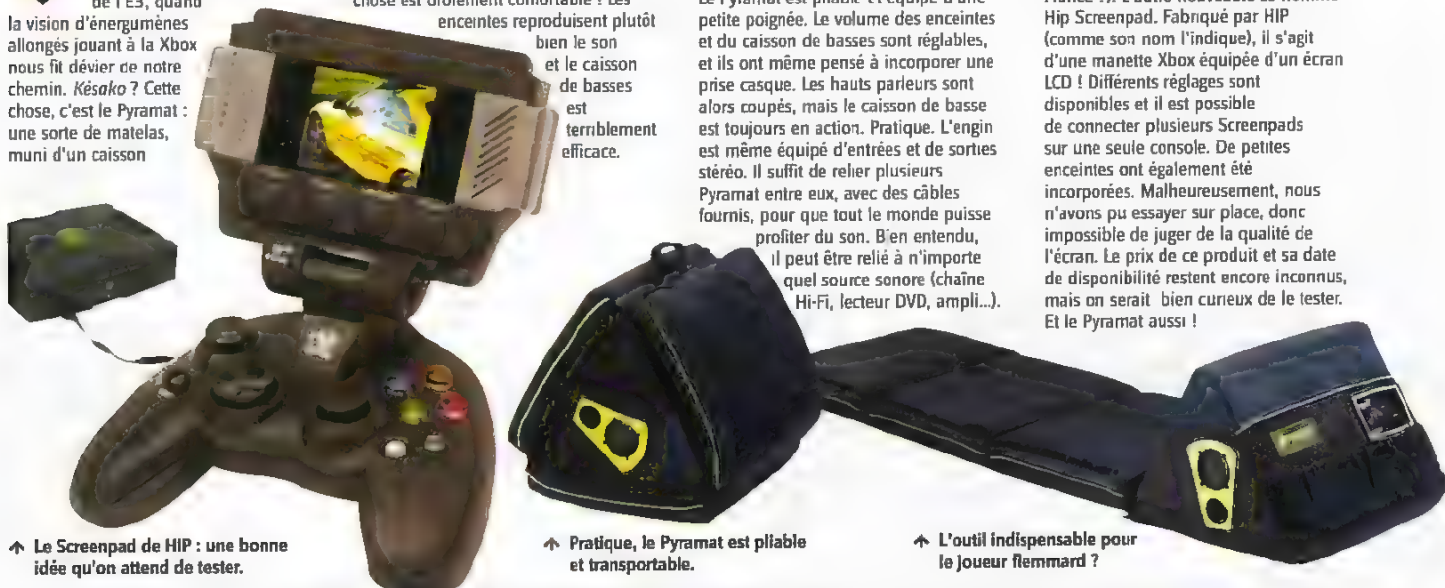 de l'E3, quand
la vision d'énergumènes
allongés jouant à la Xbox
nous fit dévier de notre
chemin. Késako ? Cette
chose, c'est le Pyramat :
une sorte de matelas,
muni d'un caisson
chose est drôlement confortable ! Les
enceintes reproduisent plutôt
bien le son
et le caisson
de basses
est
terriblement
efficace.
Le Pyramat est pliable et équipé d'une
petite poignée. Le volume des enceintes
et du caisson de basses sont réglables,
et ils ont même pensé à incorporer une
prise casque. Les hauts parleurs sont
alors coupés, mais le caisson de basse
est toujours en action. Pratique. L'engin
est même équipé d'entrées et de sorties
stéréo. Il suffit de relier plusieurs
Pyramat entre eux, avec des câbles
fournis, pour que tout le monde puisse
profiter du son. Bien entendu,
il peut être relié à n'importe
quel source sonore (chaîne
Hi-Fi, lecteur DVD, ampli...).
Hip Screenpad. Fabriqué par HIP
(comme son nom l'indique), il s'agit
d'une manette Xbox équipée d'un écran
LCD ! Différents réglages sont
disponibles et il est possible
de connecter plusieurs Screenpads
sur une seule console. De petites
enceintes ont également été
incorporées. Malheureusement, nous
n'avons pu essayer sur place, donc
impossible de juger de la qualité de
l'écran. Le prix de ce produit et sa date
de disponibilité restent encore inconnus,
mais on serait bien curieux de le tester.
Et le Pyramat aussi !
Le Screenpad de HIP : une bonne
idée qu'on attend de tester.
Pratique, le Pyramat est pliable
et transportable.
L'outil indispensable pour
le joueur flemmard ?